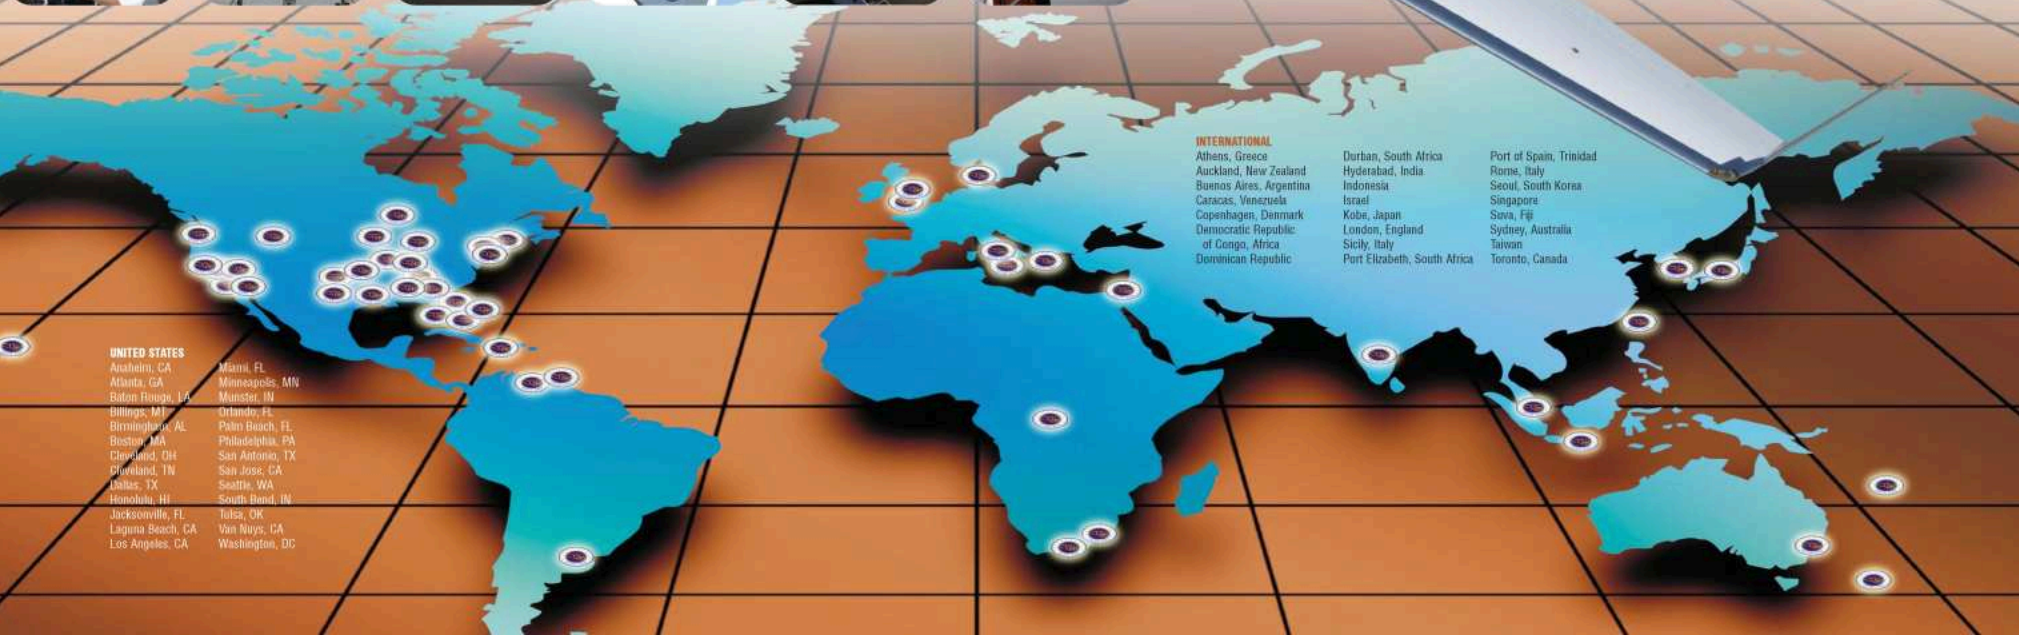 INTERNATIONAL
Athens, Greece
Auckland, New Zealand
Buenos Aires, Argentina
Caracas, Venezuela
Copenhagen, Denmark
Democratic Republic
of Congo, Africa
Dominican Republic
Durban, South Africa
Hyderabad, India
Indonesia
Israel
Kobe, Japan
London, England
Sicily, Italy
Port Elizabeth, South Africa
Port of Spain, Trinidad
Rome, Italy
Seoul, South Korea
Singapore
Suva, Fiji
Sydney, Australia
Taiwan
Toronto, Canada
UNITED STATES
Anaheim, CA
Atlanta, GA
Baton Rouge, LA
Billings, MT
Birmingham, AL
Boston, MA
Cleveland, OH
Cleveland, TN
Dallas, TX
Honolulu, HI
Jacksonville, FL
Laguna Beach, CA
Los Angeles, CA
Miami, FL
Minneapolis, MN
Munster, IN
Orlando, FL
Palm Beach, FL
Philadelphia, PA
San Antonio, TX
San Jose, CA
Seattle, WA
South Bend, IN
Tulsa, OK
Van Nuys, CA
Washington, DC